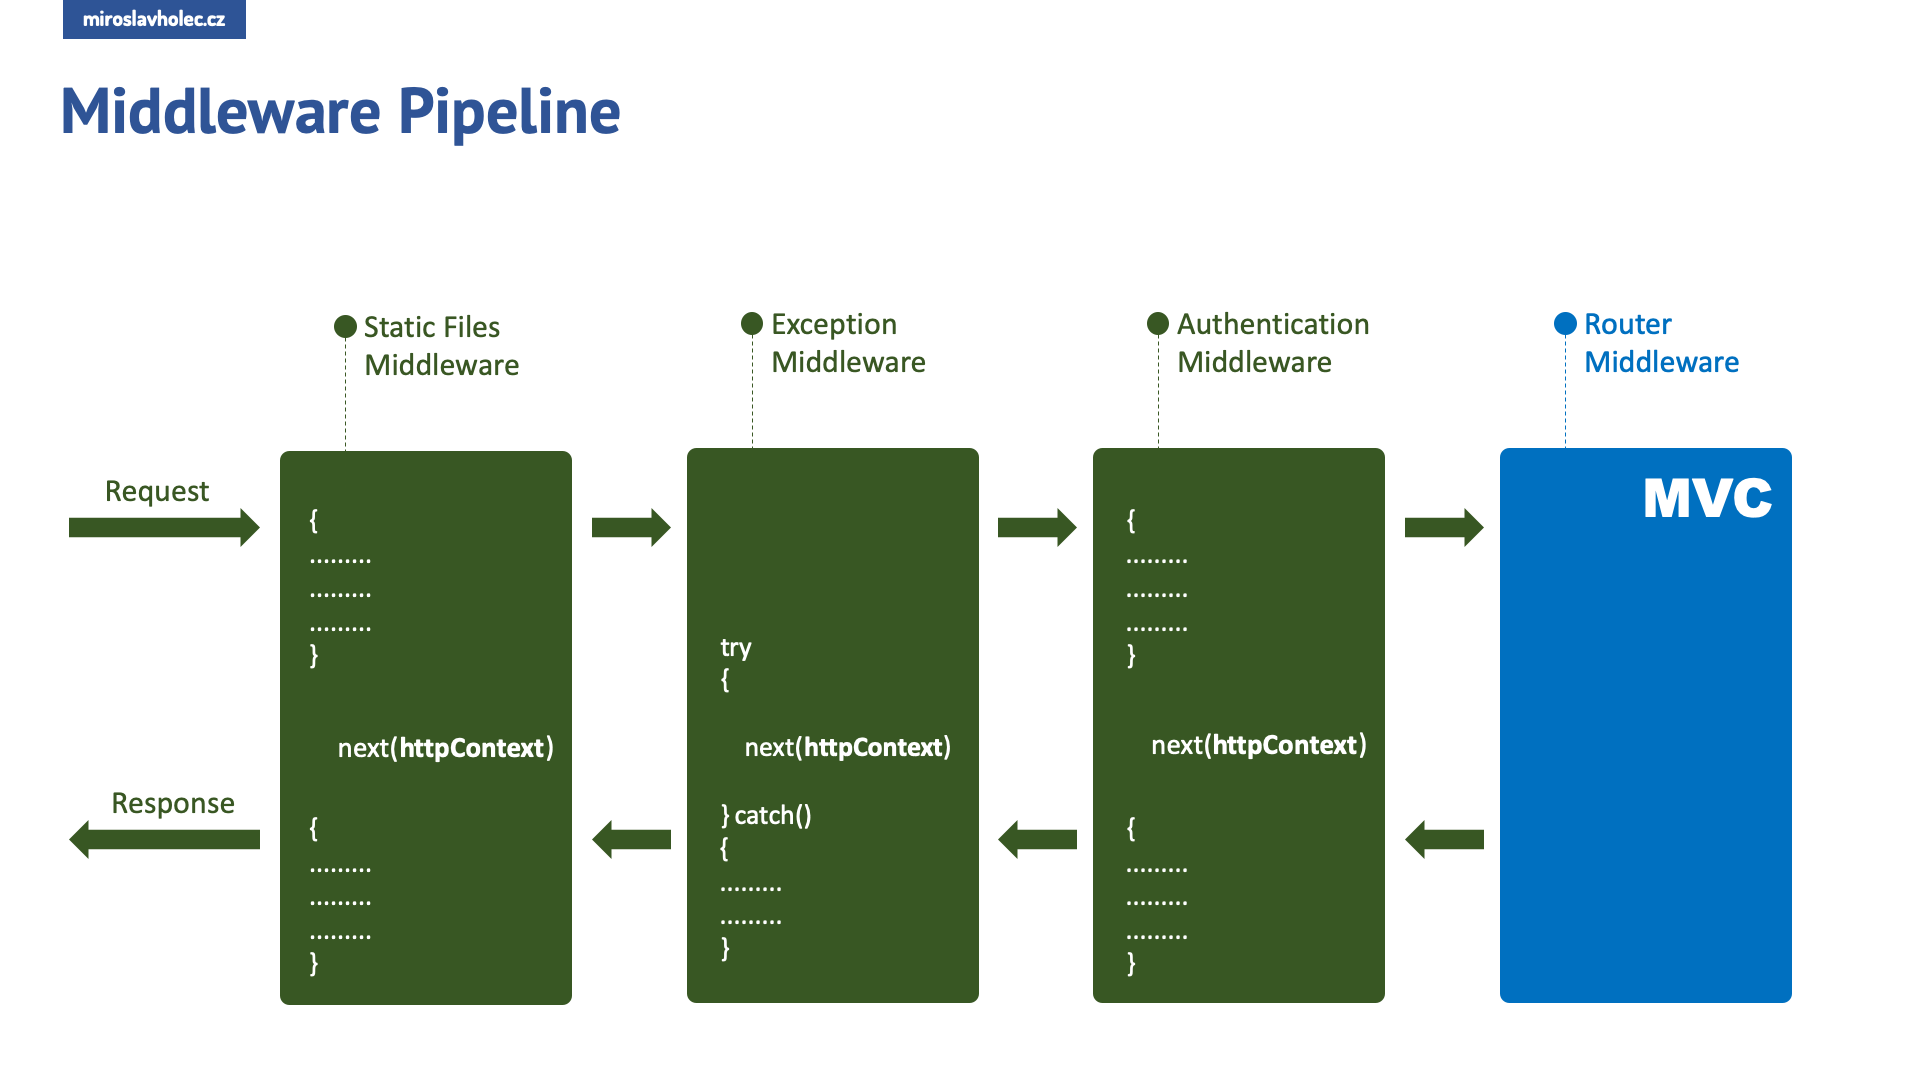 miroslavholec.cz
Middleware Pipeline
Static Files
Middleware
Exception
Middleware
Authentication
Middleware
Router
Middleware
Request
Response
{
.........
.........
.........
}
next(httpContext)
{
.........
.........
.........
}
try
{
next(httpContext)
} catch()
{
.........
.........
}
{
.........
.........
.........
}
next(httpContext)
{
.........
.........
.........
}
MVC